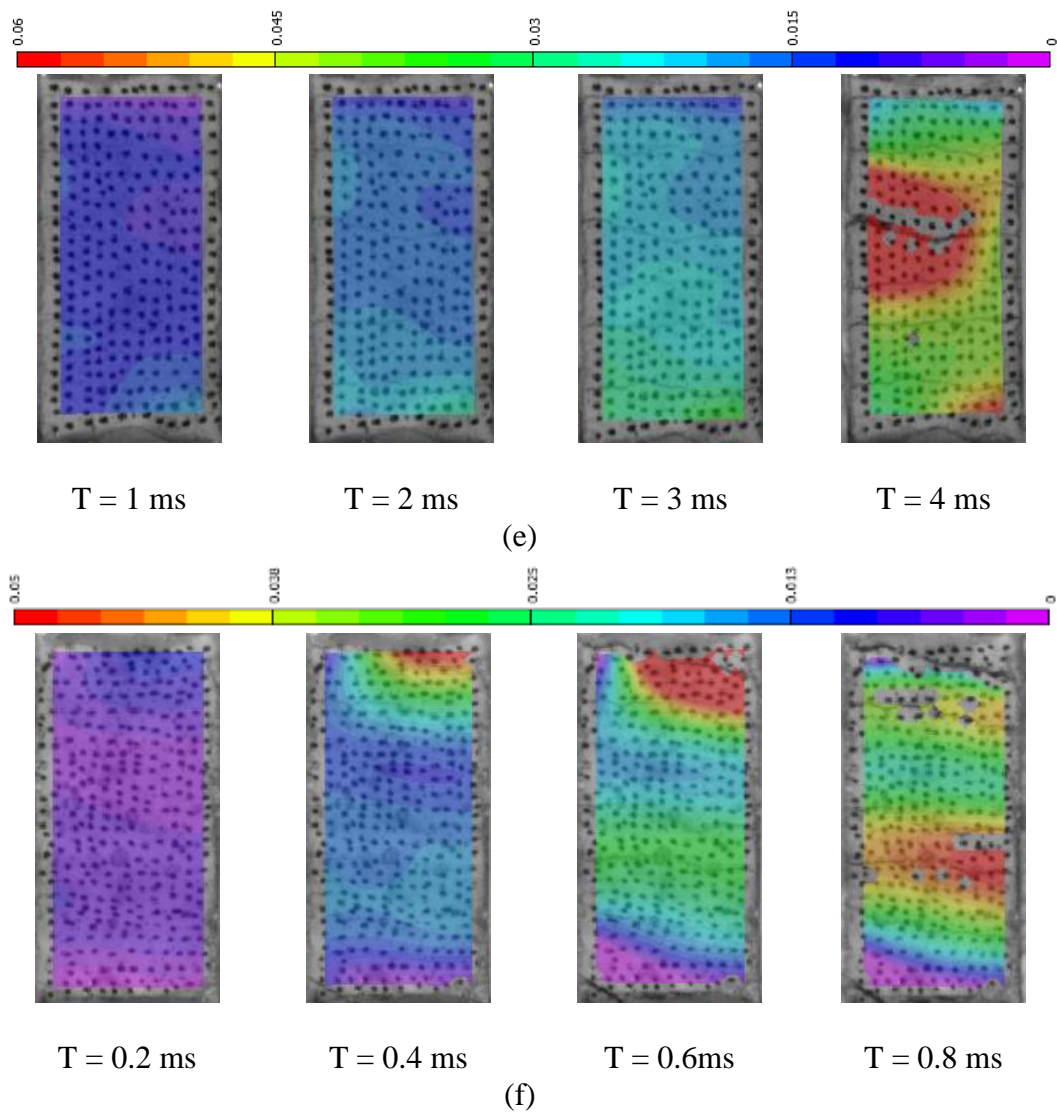 0.06 0.045 0.03 0.015 0
T = 1 ms T = 2 ms T = 3 ms T = 4 ms
(e)
0.05 0.038 0.025 0.013 0
T = 0.2 ms T = 0.4 ms T = 0.6ms T = 0.8 ms
(f)